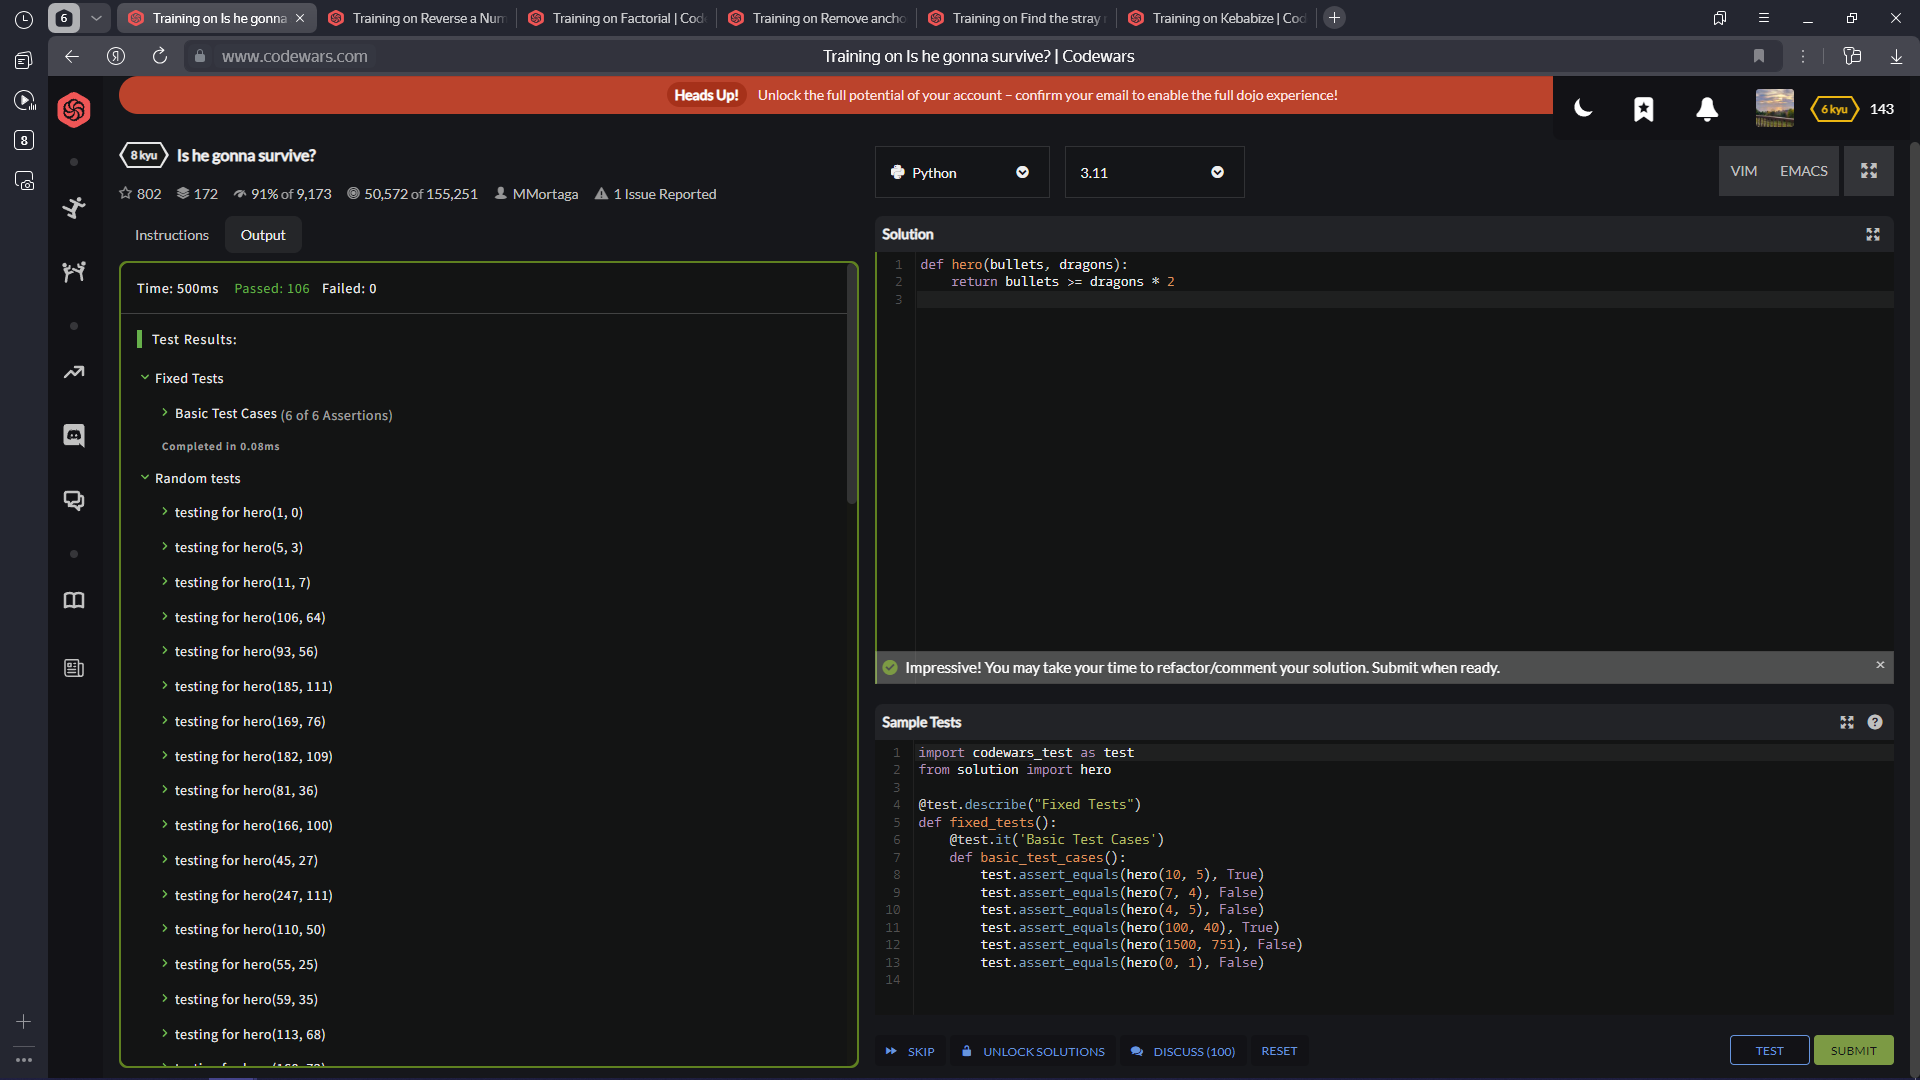 6
Training on Is he gonna
Training on Reverse a Num
Training on Factorial | Cod
Training on Remove ancho
Training on Find the stray
Training on Kebabize | Cod
www.codewars.com
Training on Is he gonna survive? | Codewars
8
Heads Up! Unlock the full potential of your account – confirm your email to enable the full dojo experience!
6 kyu 143
8 kyu Is he gonna survive?
802 172 91% of 9,173 50,572 of 155,251 MMortaga 1 Issue Reported
Python
3.11
VIM EMACS
Instructions Output
Time: 500ms Passed: 106 Failed: 0
Test Results:
Fixed Tests
Basic Test Cases (6 of 6 Assertions)
Completed in 0.08ms
Random tests
testing for hero(1, 0)
testing for hero(5, 3)
testing for hero(11, 7)
testing for hero(106, 64)
testing for hero(93, 56)
testing for hero(185, 111)
testing for hero(169, 76)
testing for hero(182, 109)
testing for hero(81, 36)
testing for hero(166, 100)
testing for hero(45, 27)
testing for hero(247, 111)
testing for hero(110, 50)
testing for hero(55, 25)
testing for hero(59, 35)
testing for hero(113, 68)
Solution
1 def hero(bullets, dragons):
2     return bullets >= dragons * 2
3
Impressive! You may take your time to refactor/comment your solution. Submit when ready.
Sample Tests
1 import codewars_test as test
2 from solution import hero
3
4 @test.describe("Fixed Tests")
5 def fixed_tests():
6     @test.it('Basic Test Cases')
7     def basic_test_cases():
8         test.assert_equals(hero(10, 5), True)
9         test.assert_equals(hero(7, 4), False)
10         test.assert_equals(hero(4, 5), False)
11         test.assert_equals(hero(100, 40), True)
12         test.assert_equals(hero(1500, 751), False)
13         test.assert_equals(hero(0, 1), False)
14
SKIP UNLOCK SOLUTIONS DISCUSS (100) RESET TEST SUBMIT